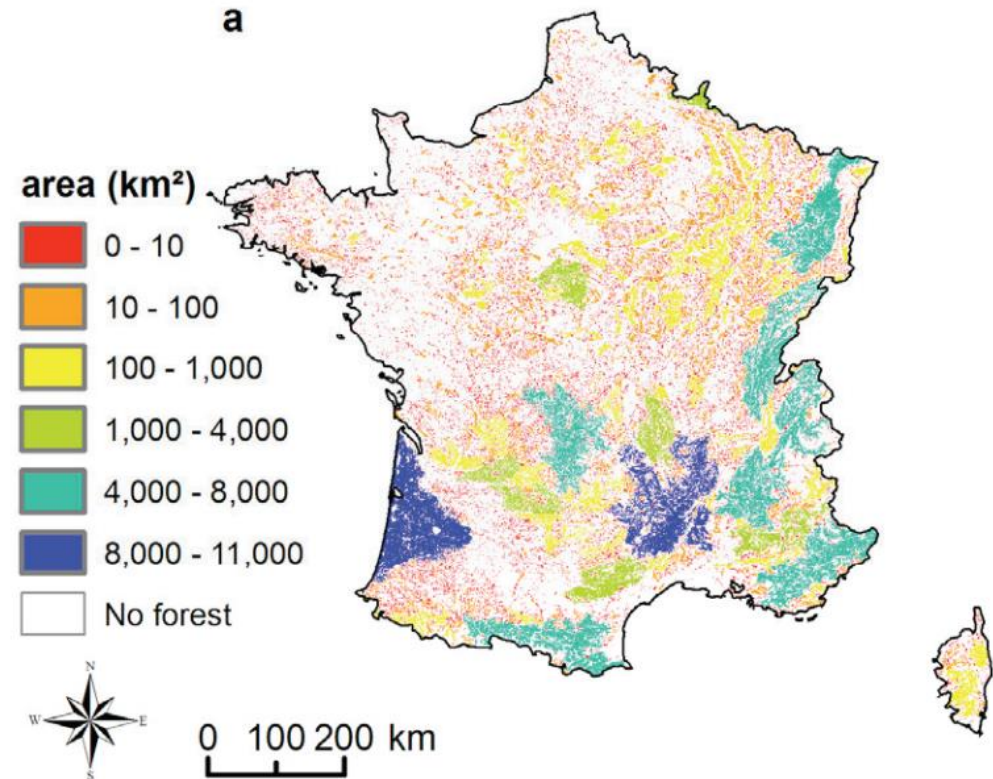 a
area (km²)
0 - 10
10 - 100
100 - 1,000
1,000 - 4,000
4,000 - 8,000
8,000 - 11,000
No forest
N
W E
S
0 100 200 km